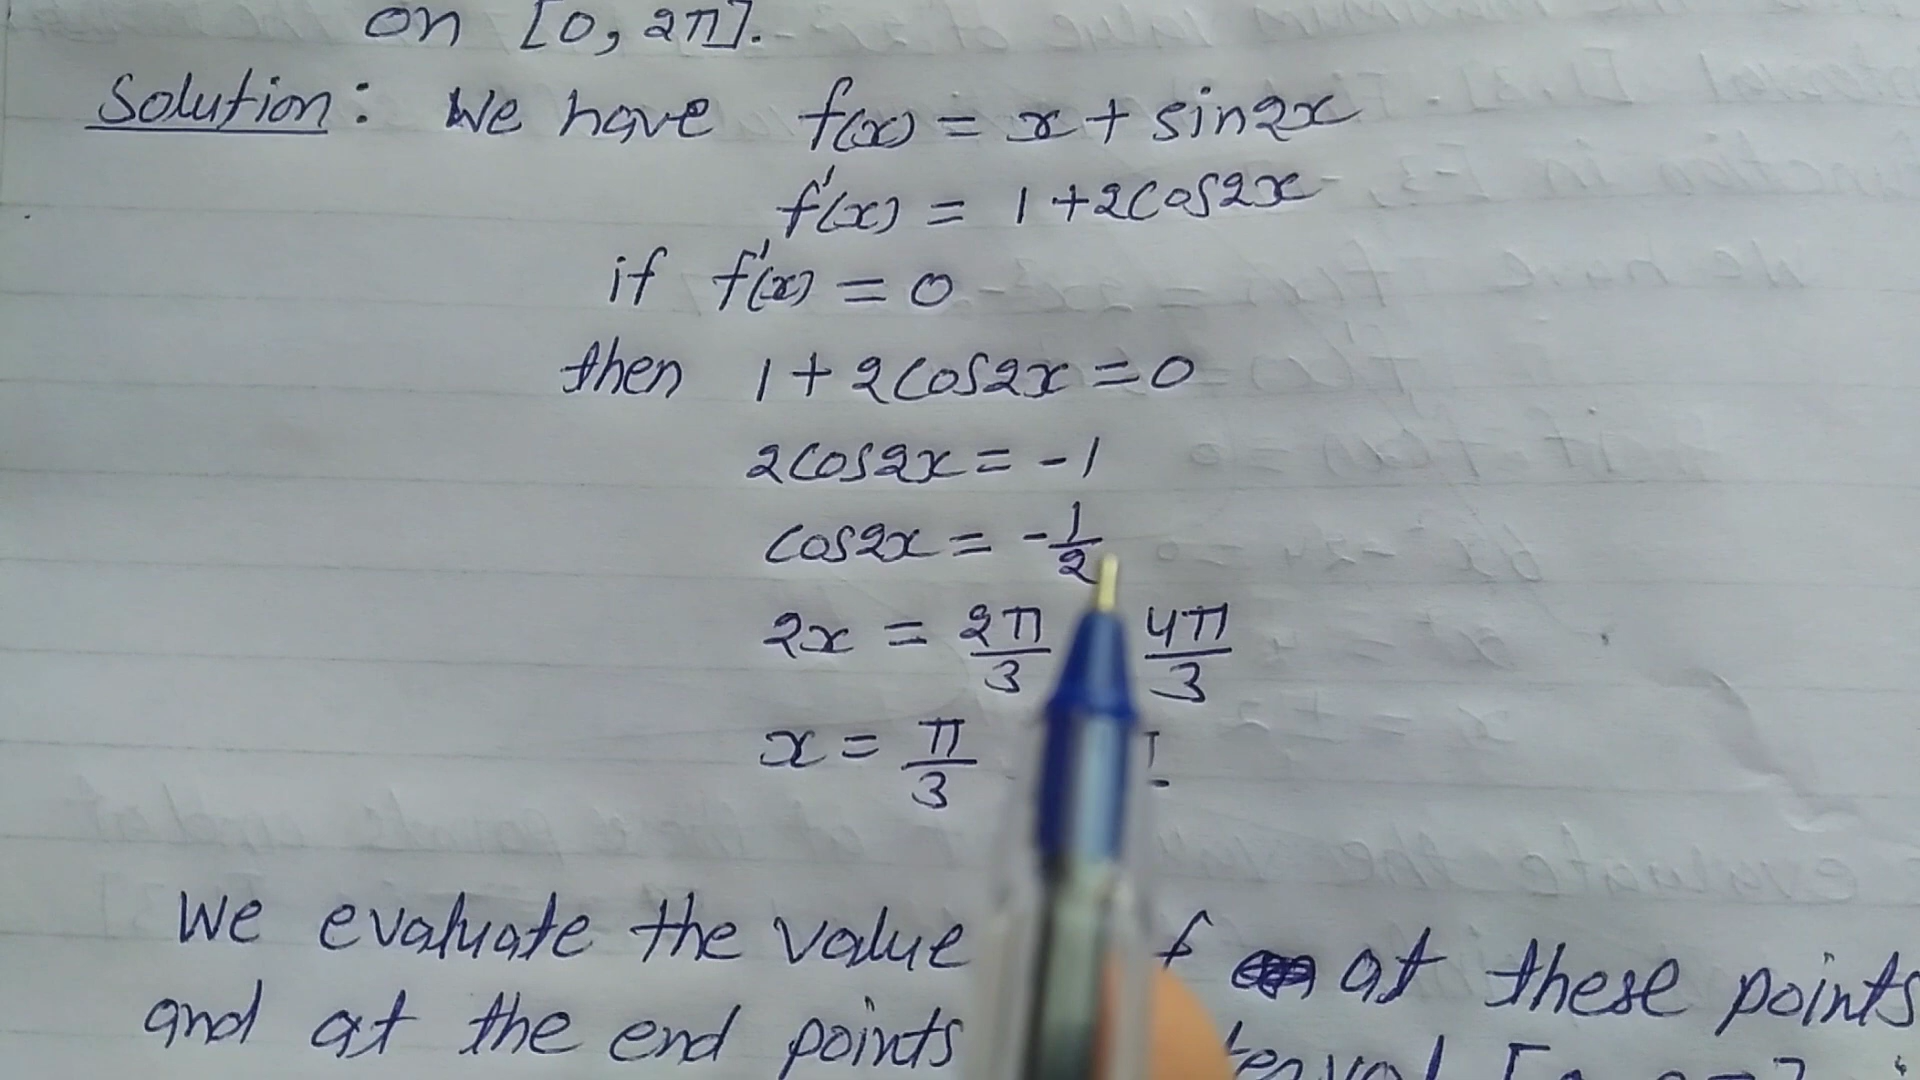 on [0, 2π].
Solution: We have f(x) = x + sin2x
f'(x) = 1 + 2cos2x
if f'(x) = 0
then 1 + 2cos2x = 0
2cos2x = -1
cos2x = -1/2
2x = 2π/3 4π/3
x = π/3
We evaluate the value f at these points
and at the end points